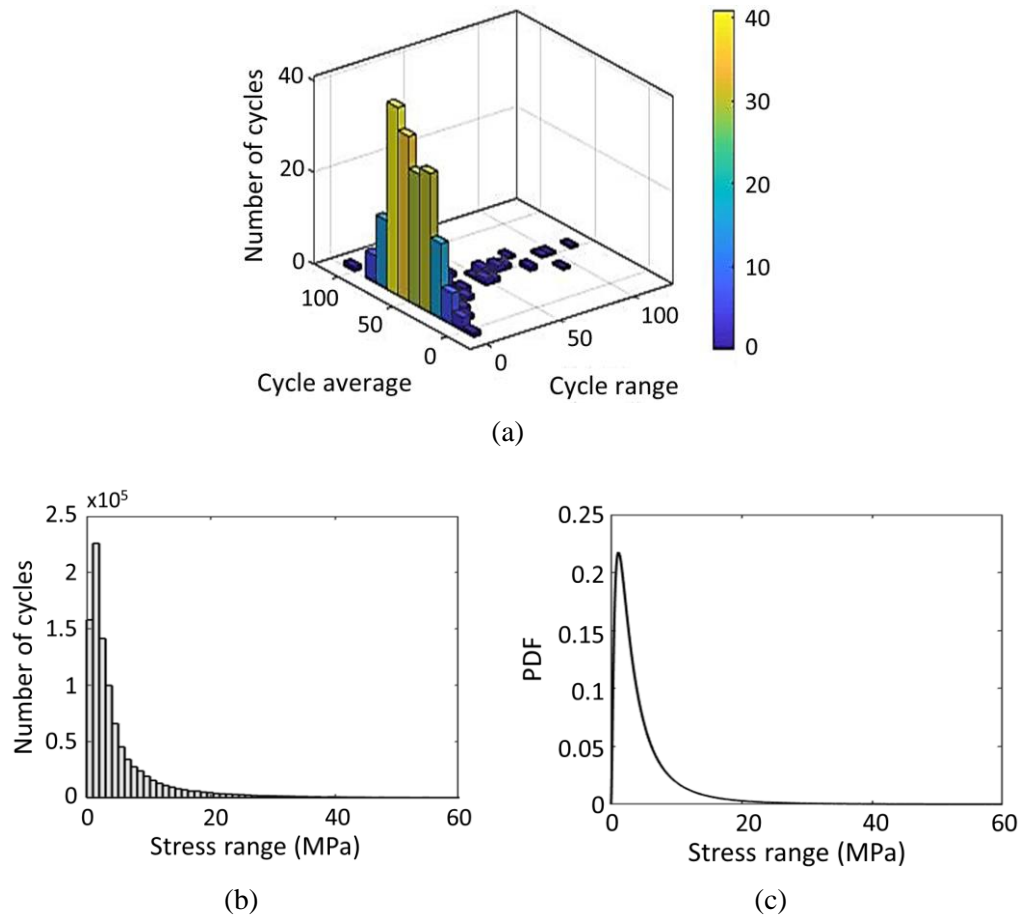 40
20
0
Number of cycles
100
50
0
Cycle average
0
50
100
Cycle range
40
30
20
10
0
(a)
x10⁵
2.5
2
1.5
1
0.5
0
Number of cycles
0 20 40 60
Stress range (MPa)
(b)
0.25
0.2
0.15
0.1
0.05
0
PDF
0 20 40 60
Stress range (MPa)
(c)